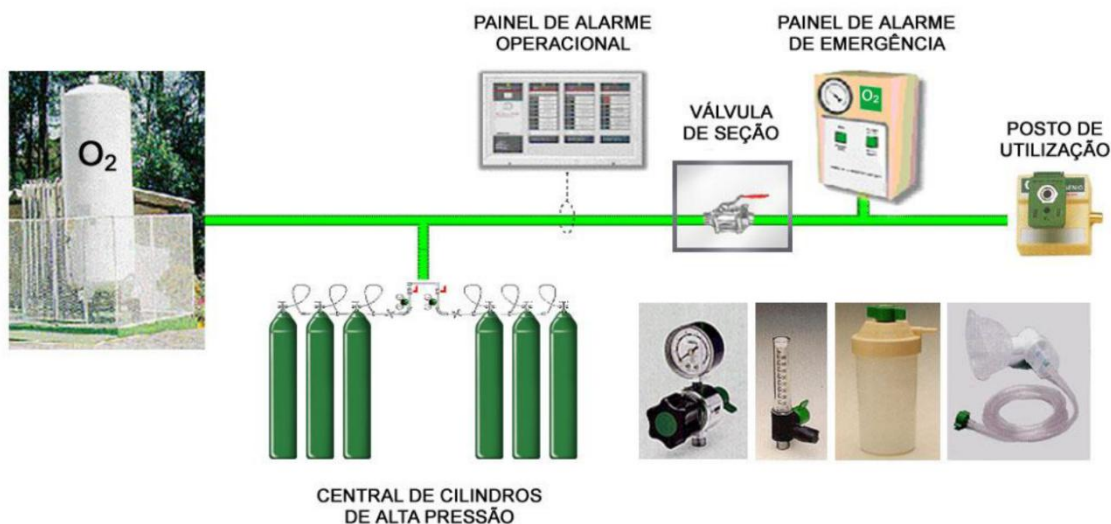 PAINEL DE ALARME
OPERACIONAL
PAINEL DE ALARME
DE EMERGÊNCIA
O2
VÁLVULA
DE SEÇÃO
O2
POSTO DE
UTILIZAÇÃO
CENTRAL DE CILINDROS
DE ALTA PRESSÃO